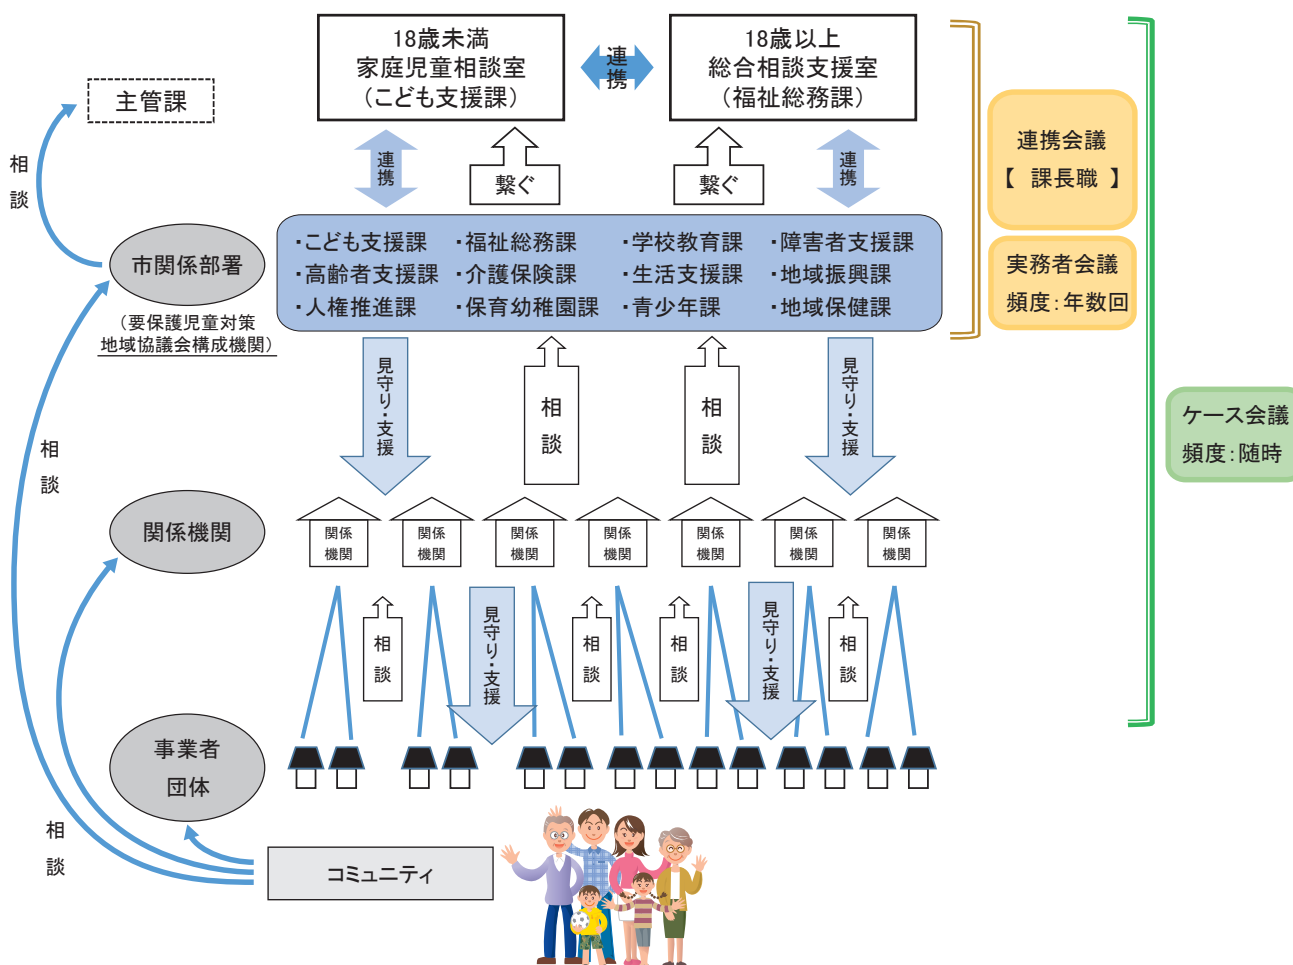 18歳未満
家庭児童相談室
(こども支援課)
連携
18歳以上
総合相談支援室
(福祉総務課)
主管課
相談
連携
繋ぐ
繋ぐ
連携
連携会議
【 課長職 】
市関係部署
(要保護児童対策
地域協議会構成機関)
・こども支援課 ・福祉総務課 ・学校教育課 ・障害者支援課
・高齢者支援課 ・介護保険課 ・生活支援課 ・地域振興課
・人権推進課 ・保育幼稚園課 ・青少年課 ・地域保健課
実務者会議
頻度:年数回
見守り・支援
相談
相談
見守り・支援
ケース会議
頻度:随時
相談
関係機関
関係
機関
関係
機関
関係
機関
関係
機関
関係
機関
関係
機関
関係
機関
相談
見守り・支援
相談
相談
見守り・支援
相談
事業者
団体
相談
コミュニティ